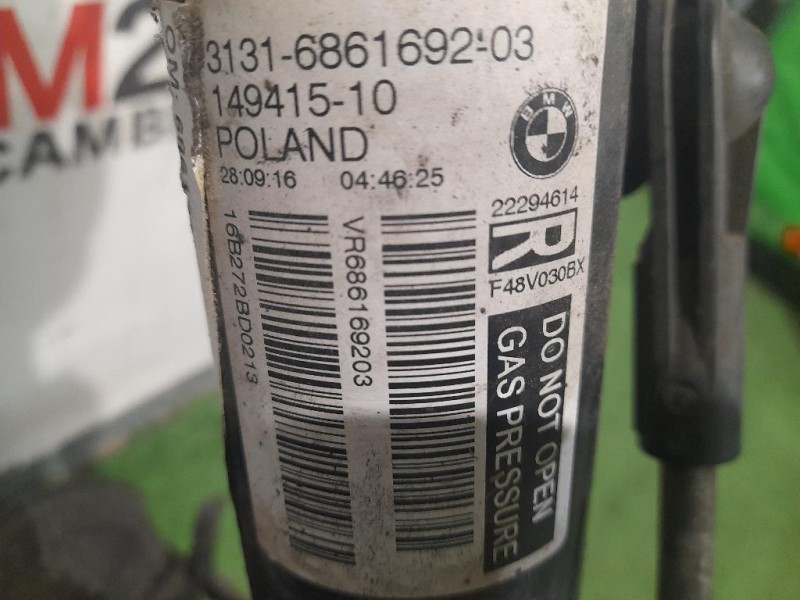 M2
CAMB
3131-6861692-03
149415-10
POLAND
28:09:16 04:46:25
BMW
22294614
R
F48V030BX
16B272BD0213
VR686169203
DO NOT OPEN
GAS PRESSURE